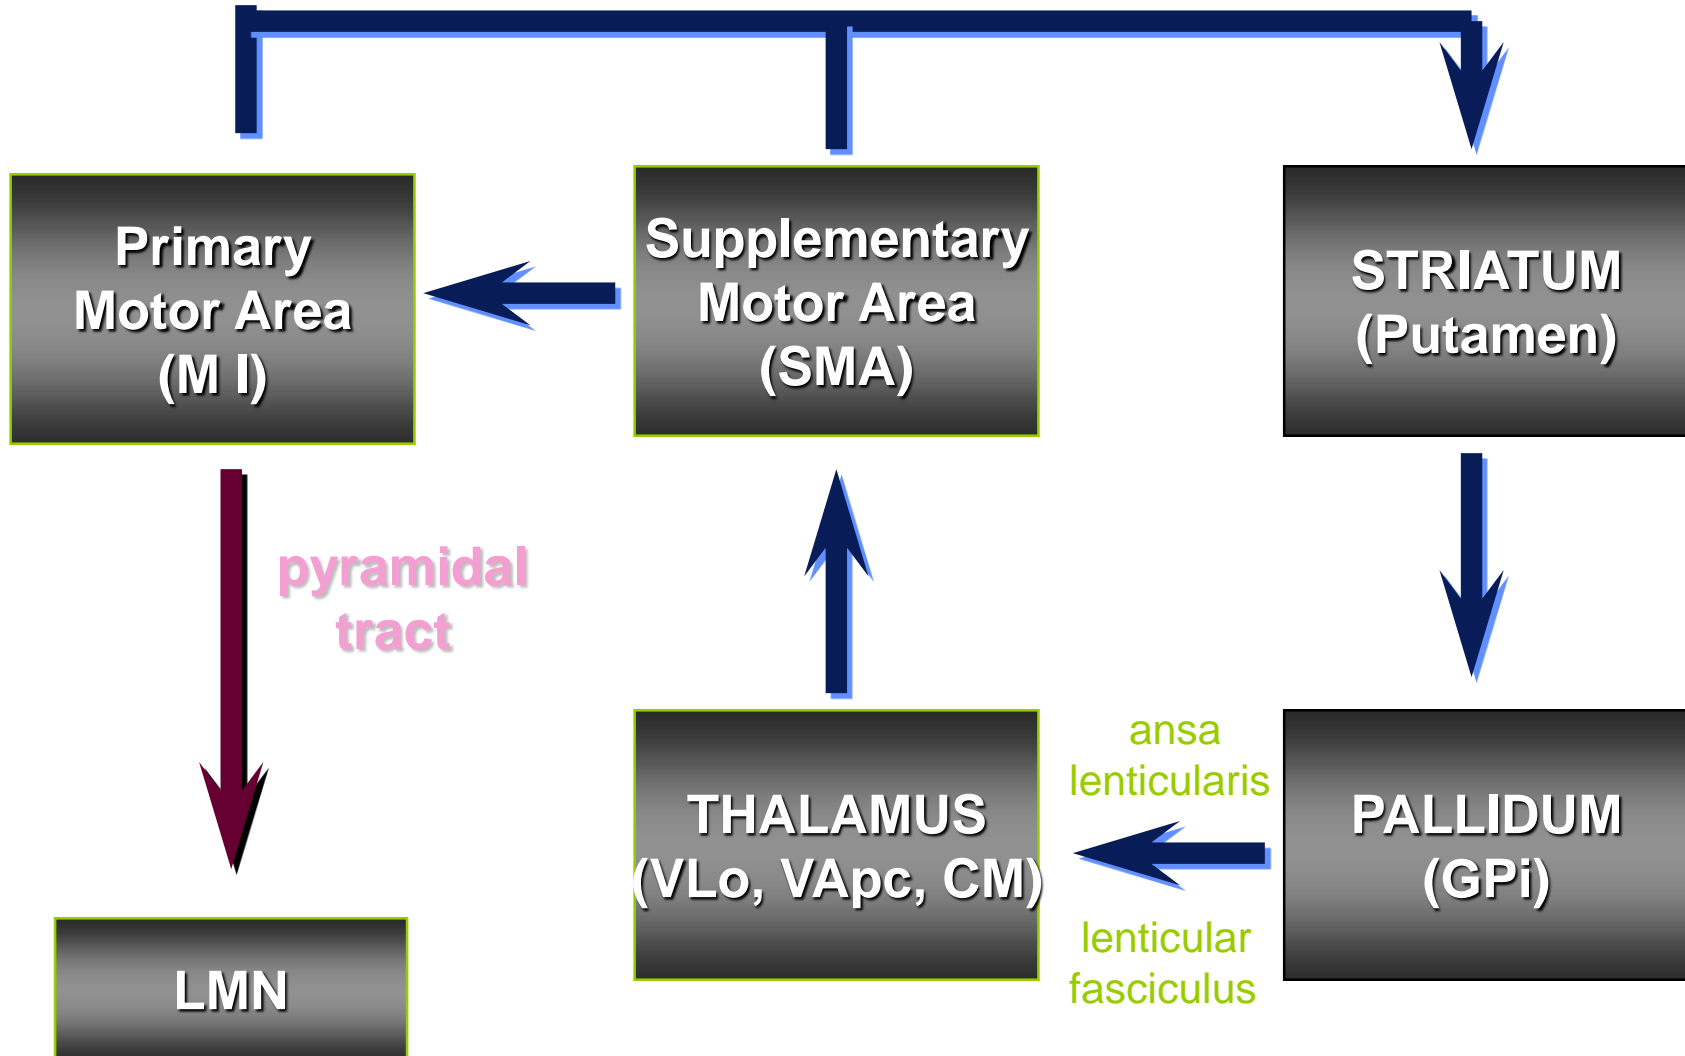 Primary
Motor Area
(M I)
Supplementary
Motor Area
(SMA)
STRIATUM
(Putamen)
pyramidal
tract
THALAMUS
(VLo, VApc, CM)
ansa
lenticularis
lenticular
fasciculus
PALLIDUM
(GPi)
LMN